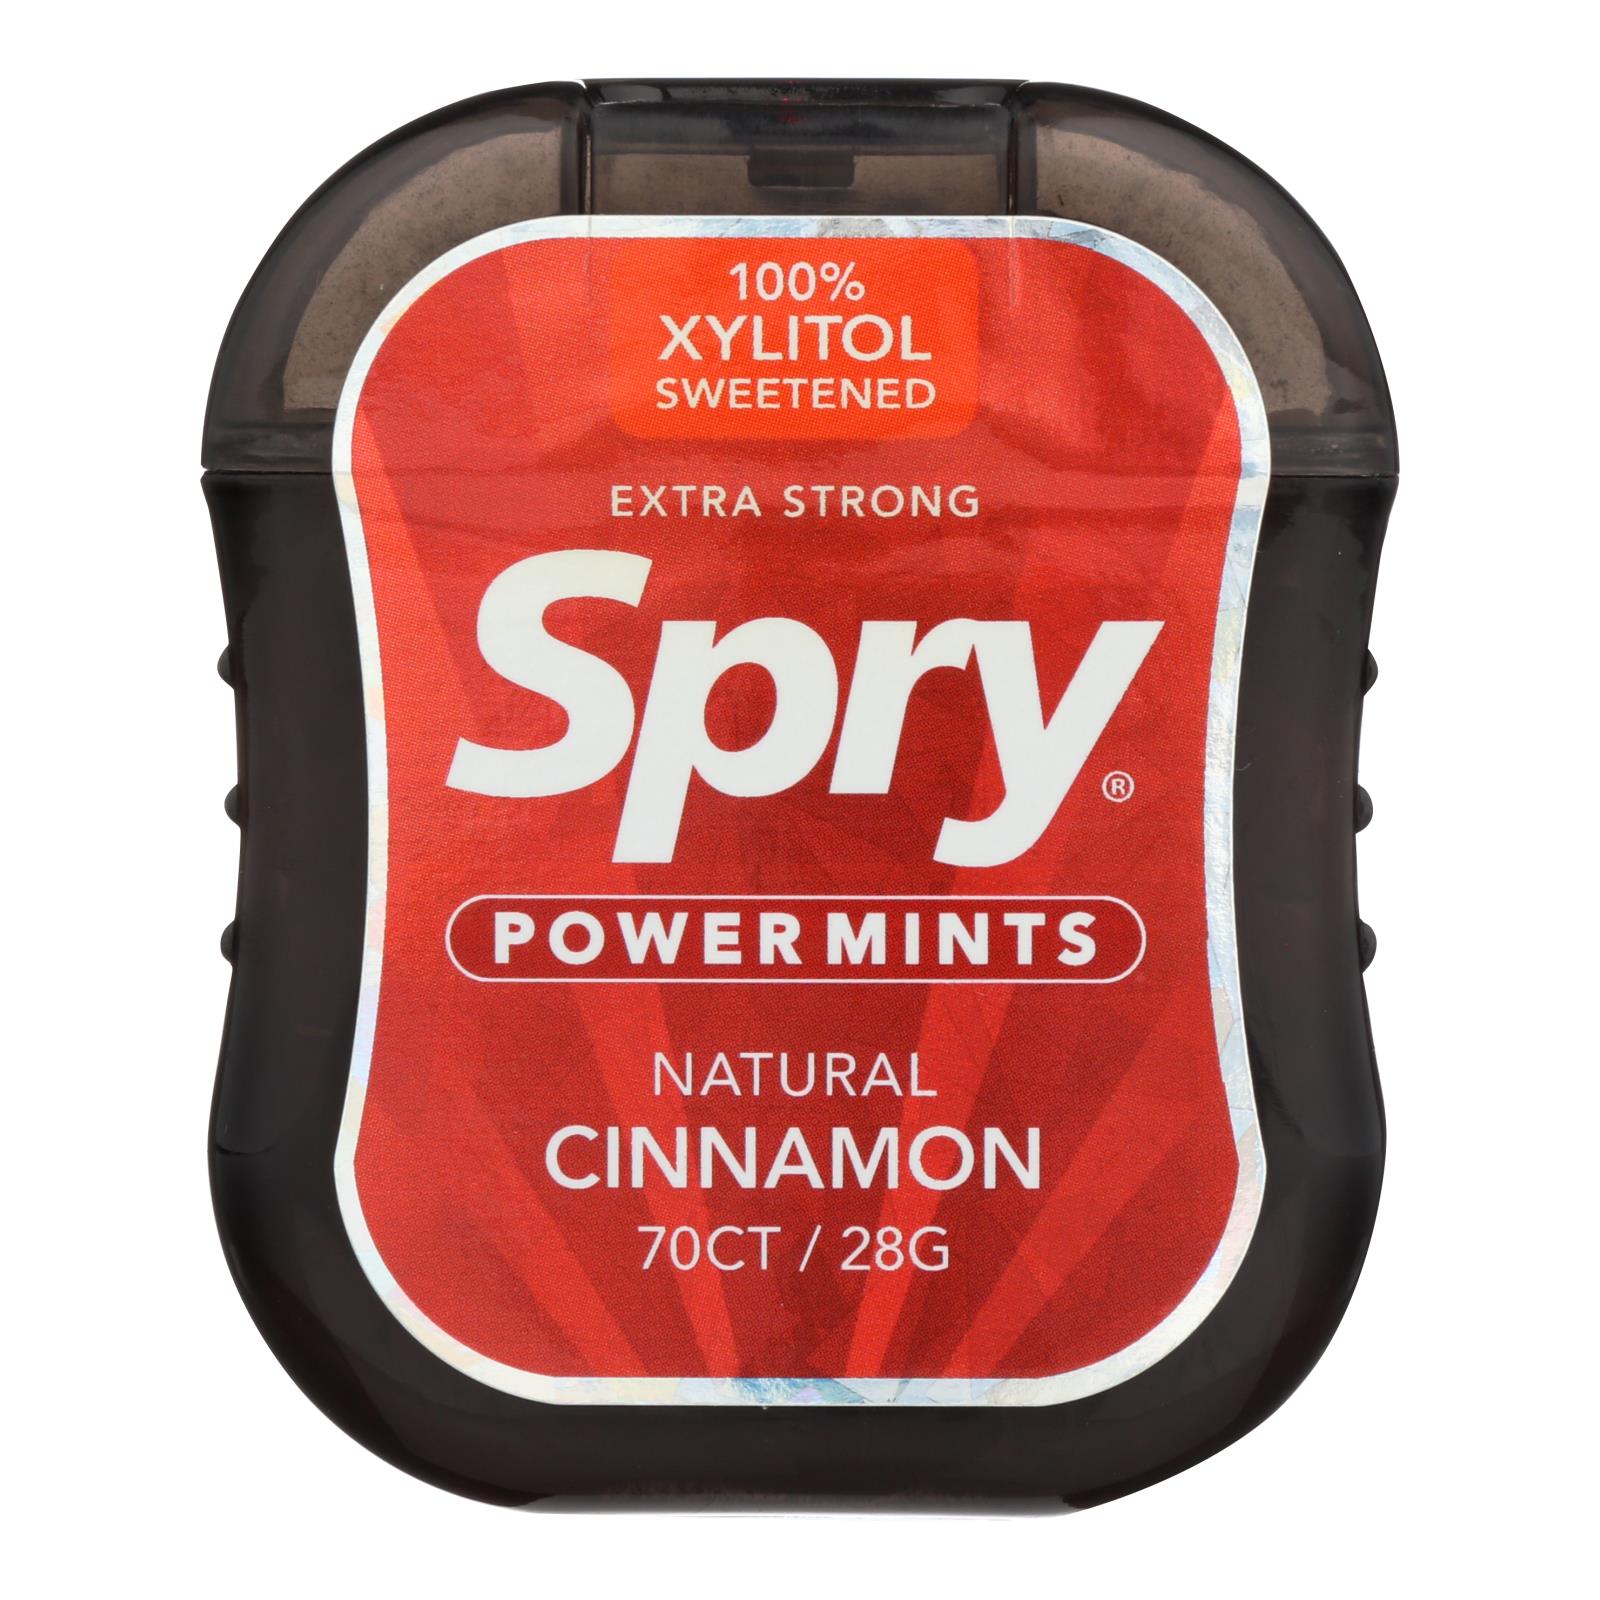 100%
XYLITOL
SWEETENED
EXTRA STRONG
Spry®
POWERMINTS
NATURAL
CINNAMON
70CT / 28G